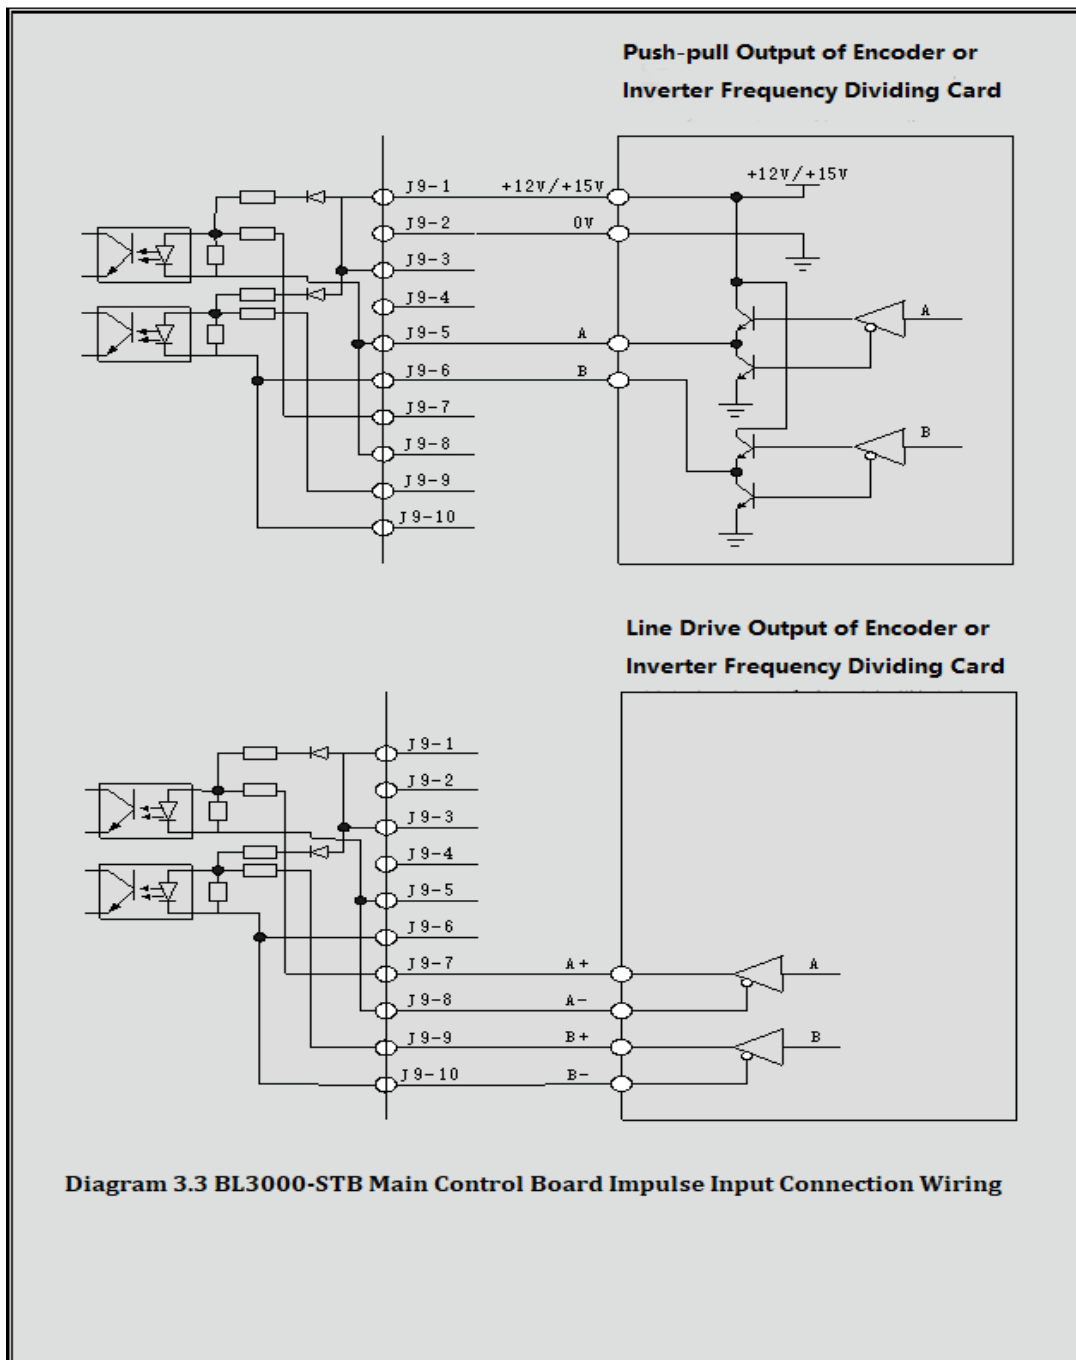 Push-pull Output of Encoder or
Inverter Frequency Dividing Card
J9-1 +12V/+15V +12V/+15V
J9-2 0V
J9-3
J9-4
J9-5 A A
J9-6 B
J9-7
J9-8 B
J9-9
J9-10
Line Drive Output of Encoder or
Inverter Frequency Dividing Card
J9-1
J9-2
J9-3
J9-4
J9-5
J9-6
J9-7 A+ A
J9-8 A-
J9-9 B+ B
J9-10 B-
Diagram 3.3 BL3000-STB Main Control Board Impulse Input Connection Wiring